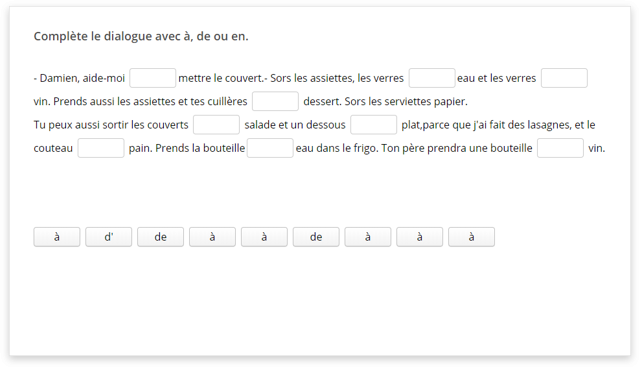 Complète le dialogue avec à, de ou en.
- Damien, aide-moi mettre le couvert.- Sors les assiettes, les verres eau et les verres
vin. Prends aussi les assiettes et tes cuillères dessert. Sors les serviettes papier.
Tu peux aussi sortir les couverts salade et un dessous plat,parce que j'ai fait des lasagnes, et le
couteau pain. Prends la bouteille eau dans le frigo. Ton père prendra une bouteille vin.
à d' de à à de à à à